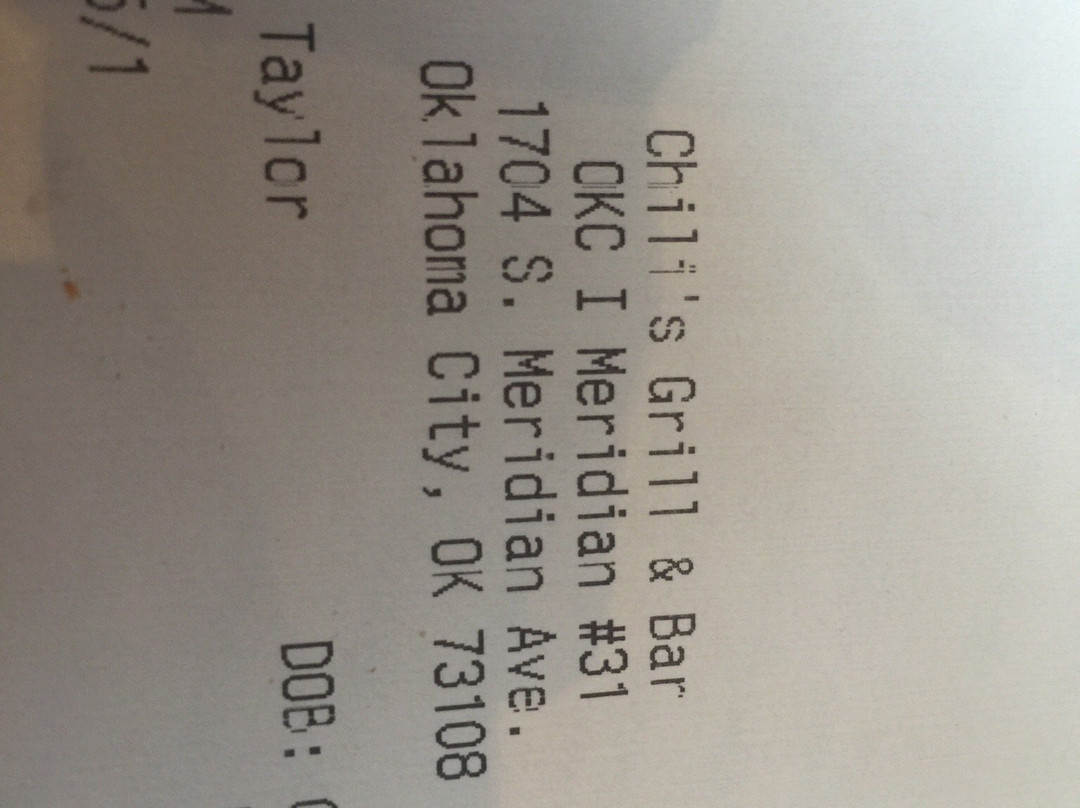 Chili's Grill & Bar
OKC I Meridian #31
1704 S. Meridian Ave.
Oklahoma City, OK 73108
Taylor DOB: